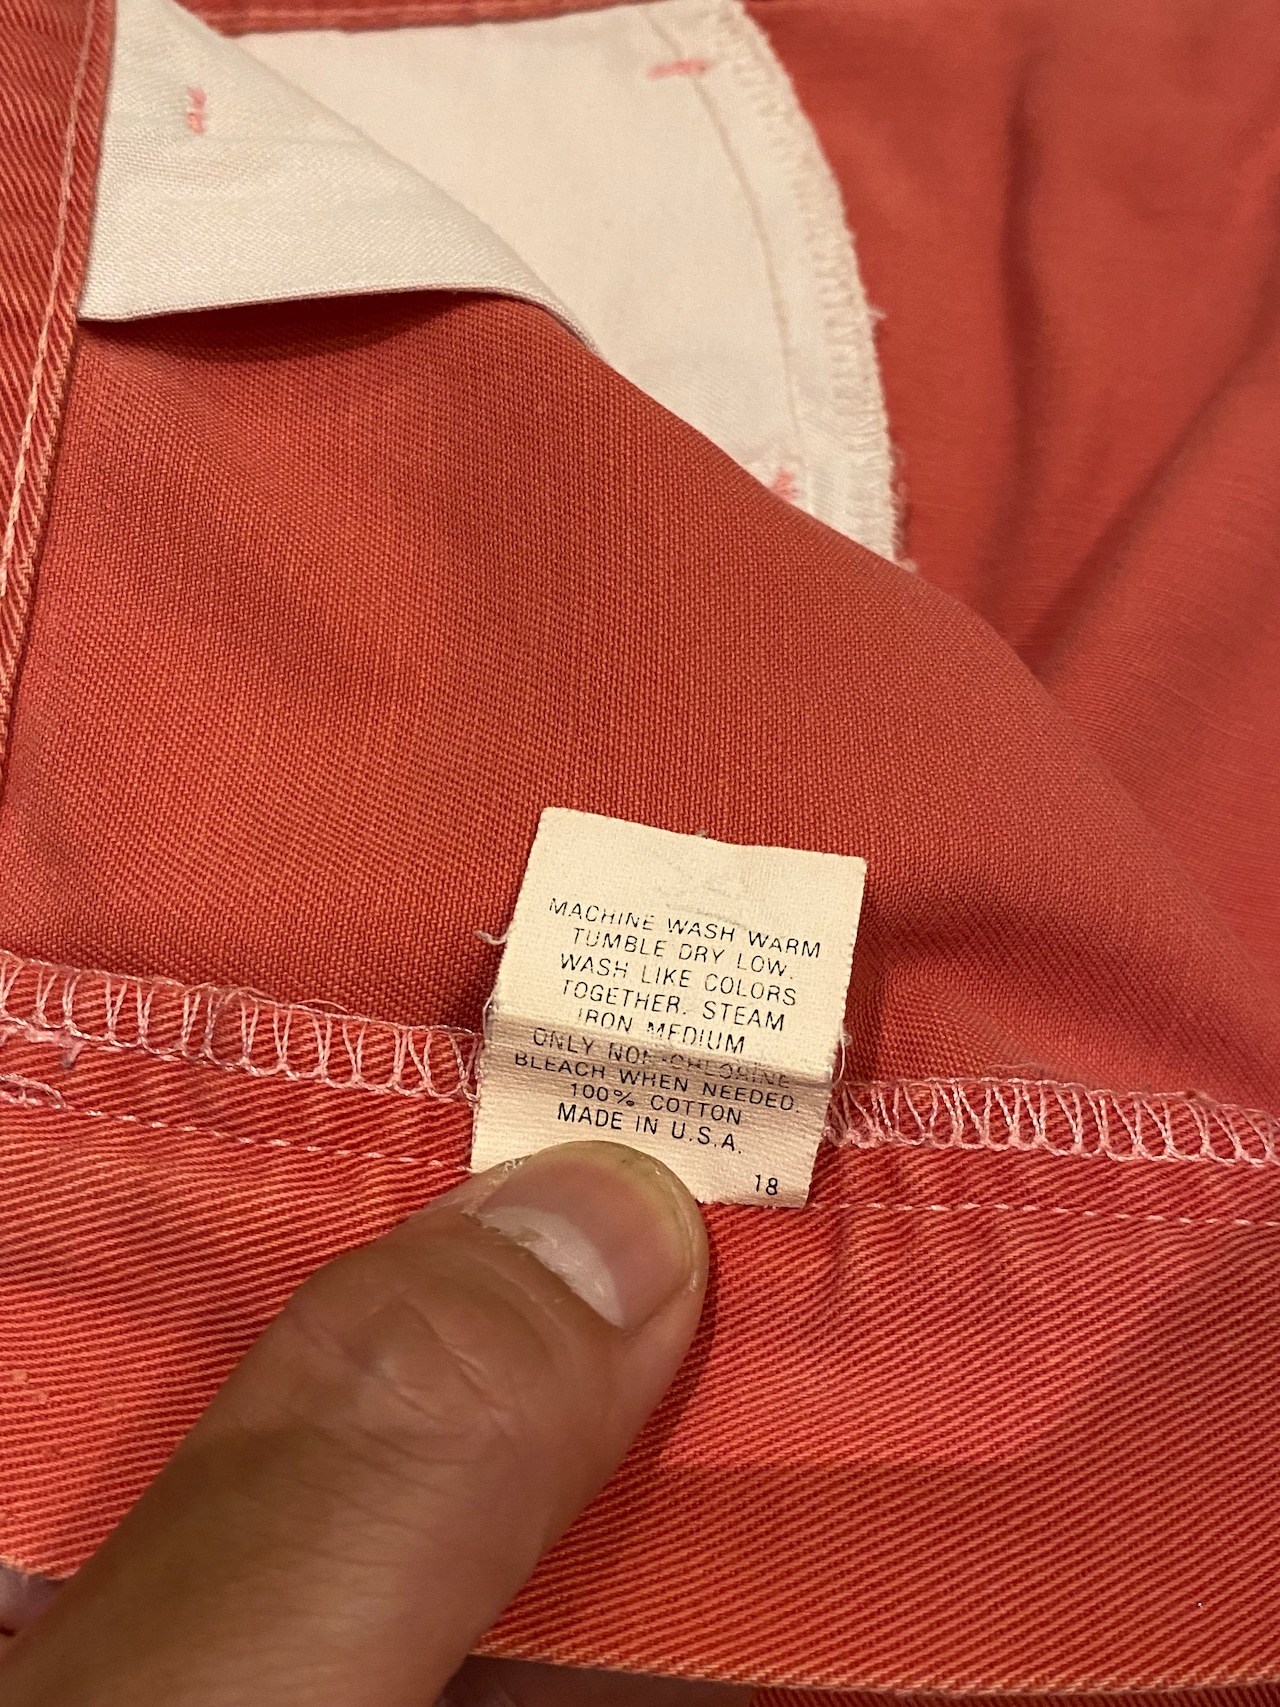 MACHINE WASH WARM
TUMBLE DRY LOW.
WASH LIKE COLORS
TOGETHER. STEAM
IRON MEDIUM
ONLY NON-CHLORINE
BLEACH WHEN NEEDED.
100% COTTON
MADE IN U.S.A.
18